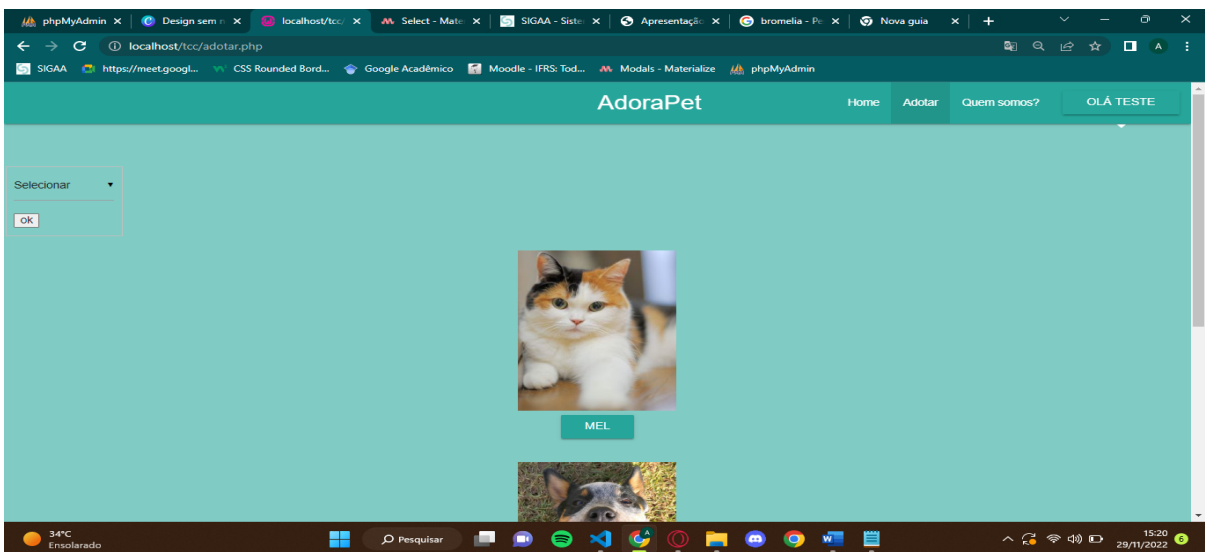 phpMyAdmin Design sem n localhost/tcc/ Select - Mate SIGAA - Siste Apresentação bromelia - Pe Nova guia
localhost/tcc/adotar.php A
SIGAA https://meet.googl... CSS Rounded Bord... Google Acadêmico Moodle - IFRS: Tod... Modals - Materialize phpMyAdmin
AdoraPet Home Adotar Quem somos? OLÁ TESTE
Selecionar
ok
MEL
34°C Pesquisar 15:20
Ensolarado 29/11/2022 6